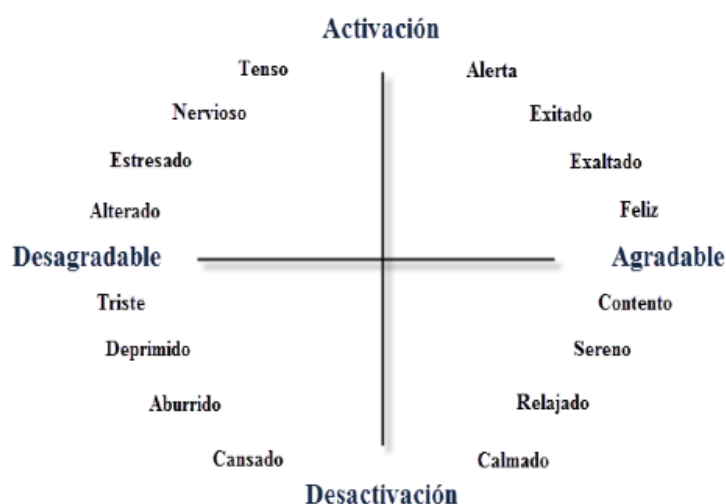 Activación
Tenso
Alerta
Nervioso
Exitado
Estresado
Exaltado
Alterado
Feliz
Desagradable
Agradable
Triste
Contento
Deprimido
Sereno
Aburrido
Relajado
Cansado
Calmado
Desactivación